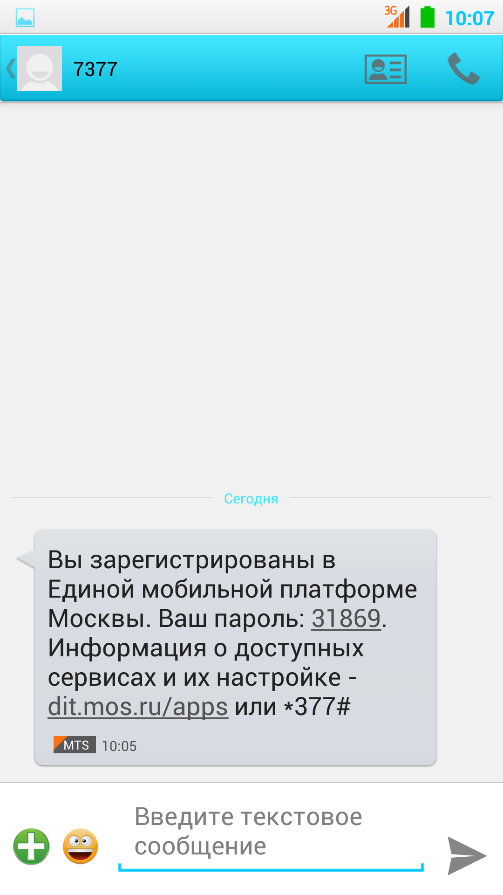 3G 10:07
7377
Сегодня
Вы зарегистрированы в
Единой мобильной платформе
Москвы. Ваш пароль: 31869.
Информация о доступных
сервисах и их настройке -
dit.mos.ru/apps или *377#
MTS 10:05
Введите текстовое
сообщение